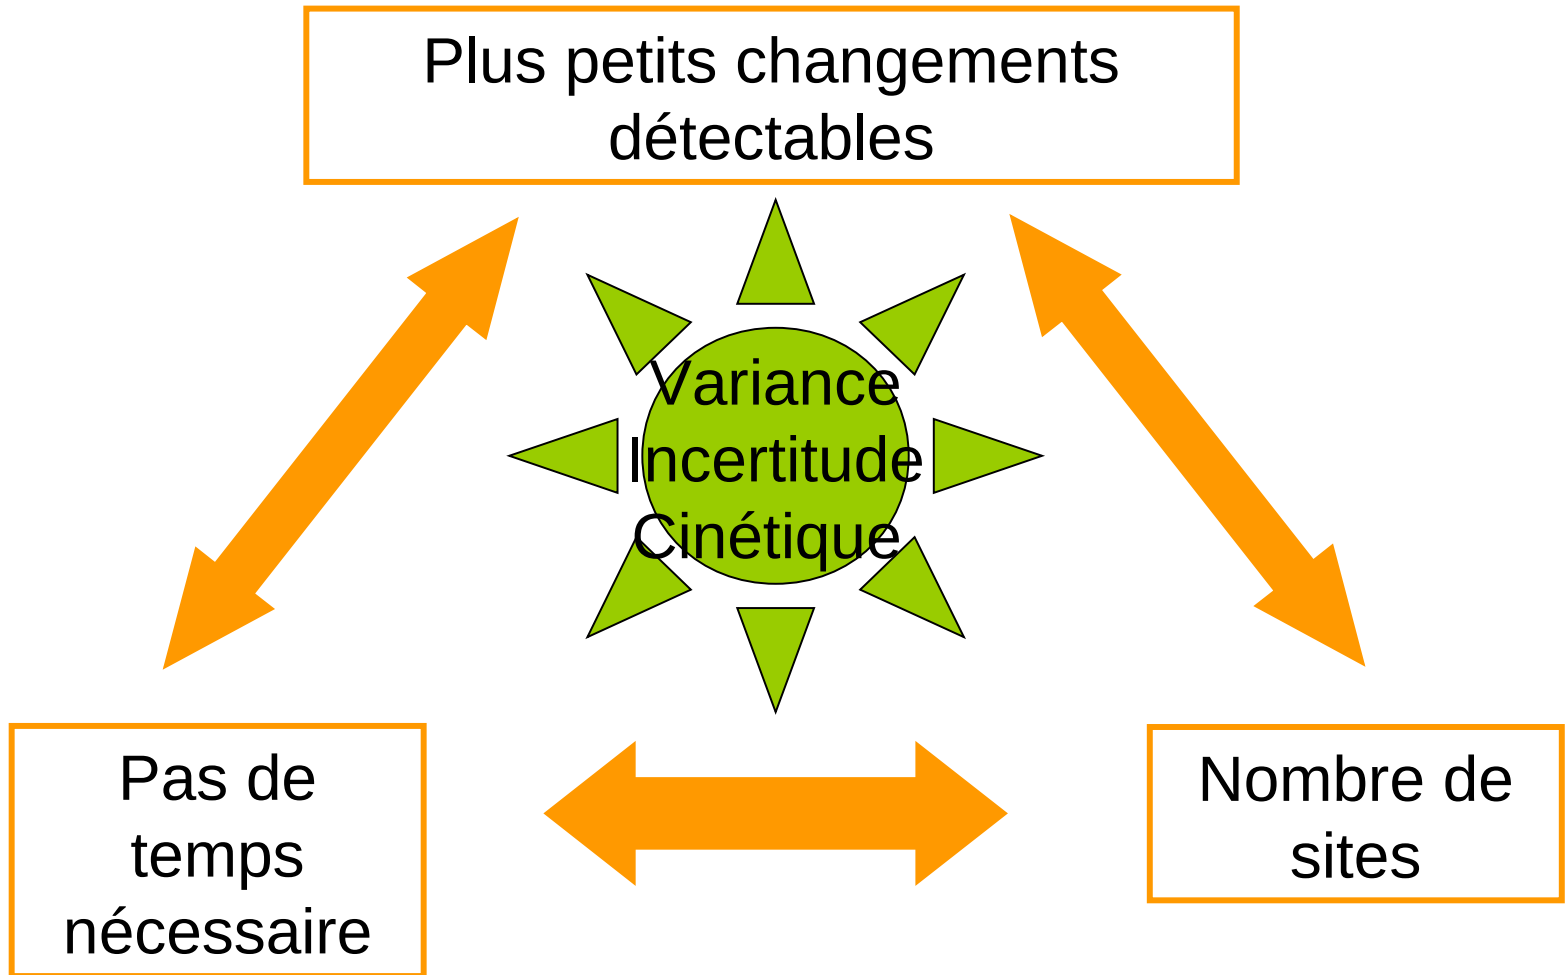 Plus petits changements
détectables
Variance
Incertitude
Cinétique
Pas de
temps
nécessaire
Nombre de
sites